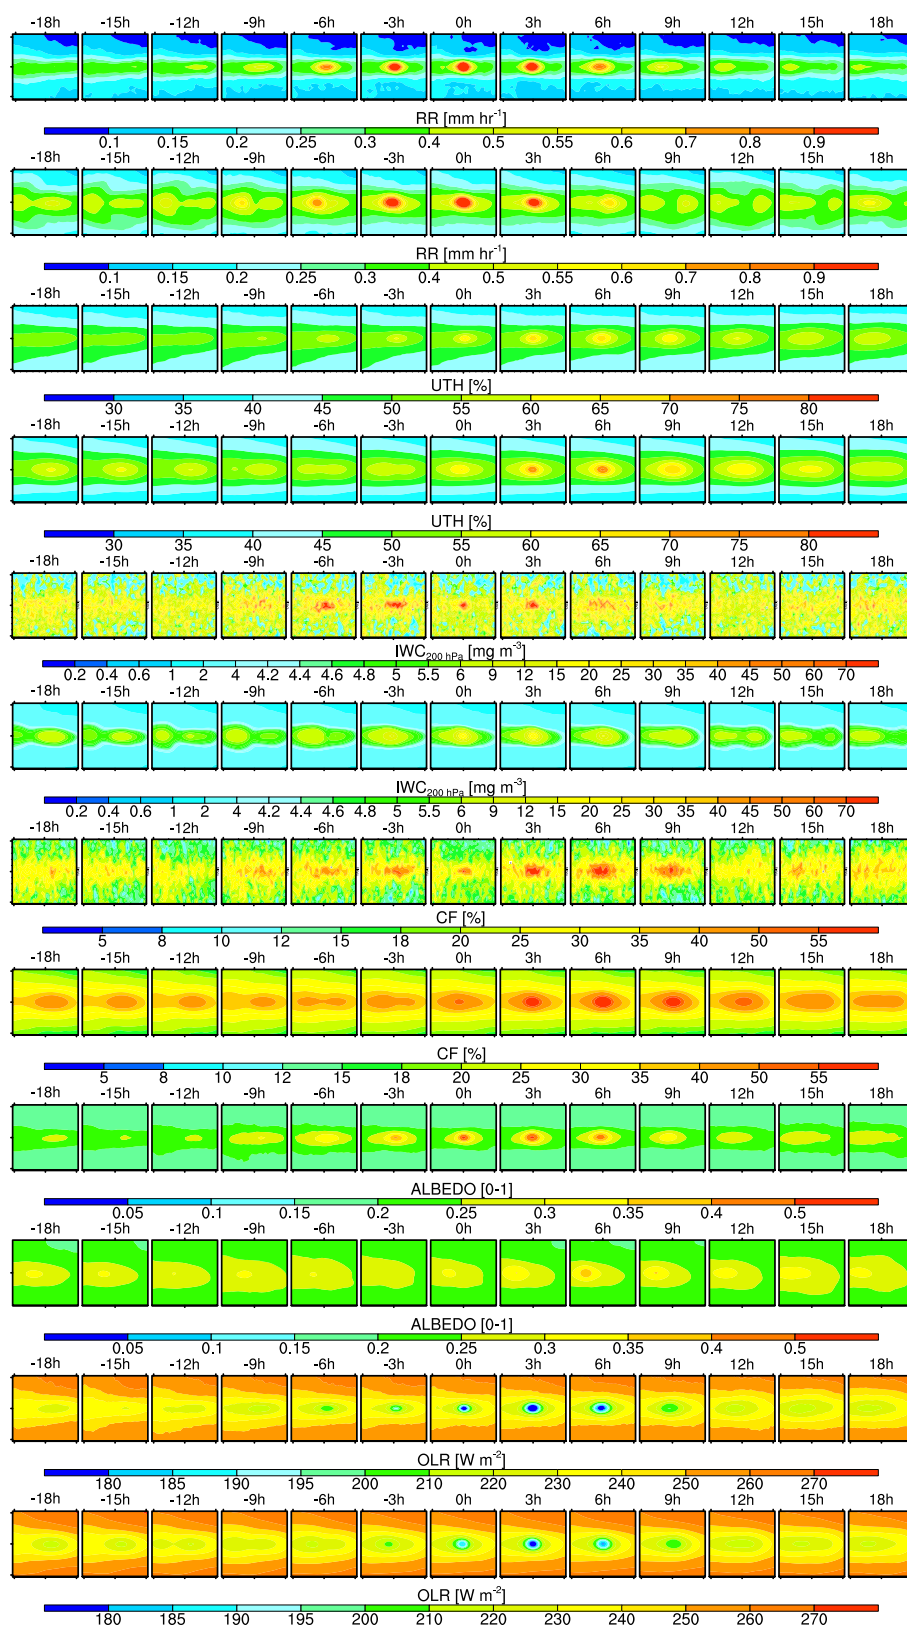 -18h -15h -12h -9h -6h -3h 0h 3h 6h 9h 12h 15h 18h
RR [mm hr-1]
0.1 0.15 0.2 0.25 0.3 0.4 0.5 0.55 0.6 0.7 0.8 0.9
-18h -15h -12h -9h -6h -3h 0h 3h 6h 9h 12h 15h 18h
RR [mm hr-1]
0.1 0.15 0.2 0.25 0.3 0.4 0.5 0.55 0.6 0.7 0.8 0.9
-18h -15h -12h -9h -6h -3h 0h 3h 6h 9h 12h 15h 18h
UTH [%]
30 35 40 45 50 55 60 65 70 75 80
-18h -15h -12h -9h -6h -3h 0h 3h 6h 9h 12h 15h 18h
UTH [%]
30 35 40 45 50 55 60 65 70 75 80
-18h -15h -12h -9h -6h -3h 0h 3h 6h 9h 12h 15h 18h
IWC200 hPa [mg m-3]
0.2 0.4 0.6 1 2 4 4.2 4.4 4.6 4.8 5 5.5 6 9 12 15 20 25 30 35 40 45 50 60 70
-18h -15h -12h -9h -6h -3h 0h 3h 6h 9h 12h 15h 18h
IWC200 hPa [mg m-3]
0.2 0.4 0.6 1 2 4 4.2 4.4 4.6 4.8 5 5.5 6 9 12 15 20 25 30 35 40 45 50 60 70
-18h -15h -12h -9h -6h -3h 0h 3h 6h 9h 12h 15h 18h
CF [%]
5 8 10 12 15 18 20 25 30 35 40 50 55
-18h -15h -12h -9h -6h -3h 0h 3h 6h 9h 12h 15h 18h
CF [%]
5 8 10 12 15 18 20 25 30 35 40 50 55
-18h -15h -12h -9h -6h -3h 0h 3h 6h 9h 12h 15h 18h
ALBEDO [0-1]
0.05 0.1 0.15 0.2 0.25 0.3 0.35 0.4 0.5
-18h -15h -12h -9h -6h -3h 0h 3h 6h 9h 12h 15h 18h
ALBEDO [0-1]
0.05 0.1 0.15 0.2 0.25 0.3 0.35 0.4 0.5
-18h -15h -12h -9h -6h -3h 0h 3h 6h 9h 12h 15h 18h
OLR [W m-2]
180 185 190 195 200 210 220 230 240 250 260 270
-18h -15h -12h -9h -6h -3h 0h 3h 6h 9h 12h 15h 18h
OLR [W m-2]
180 185 190 195 200 210 220 230 240 250 260 270